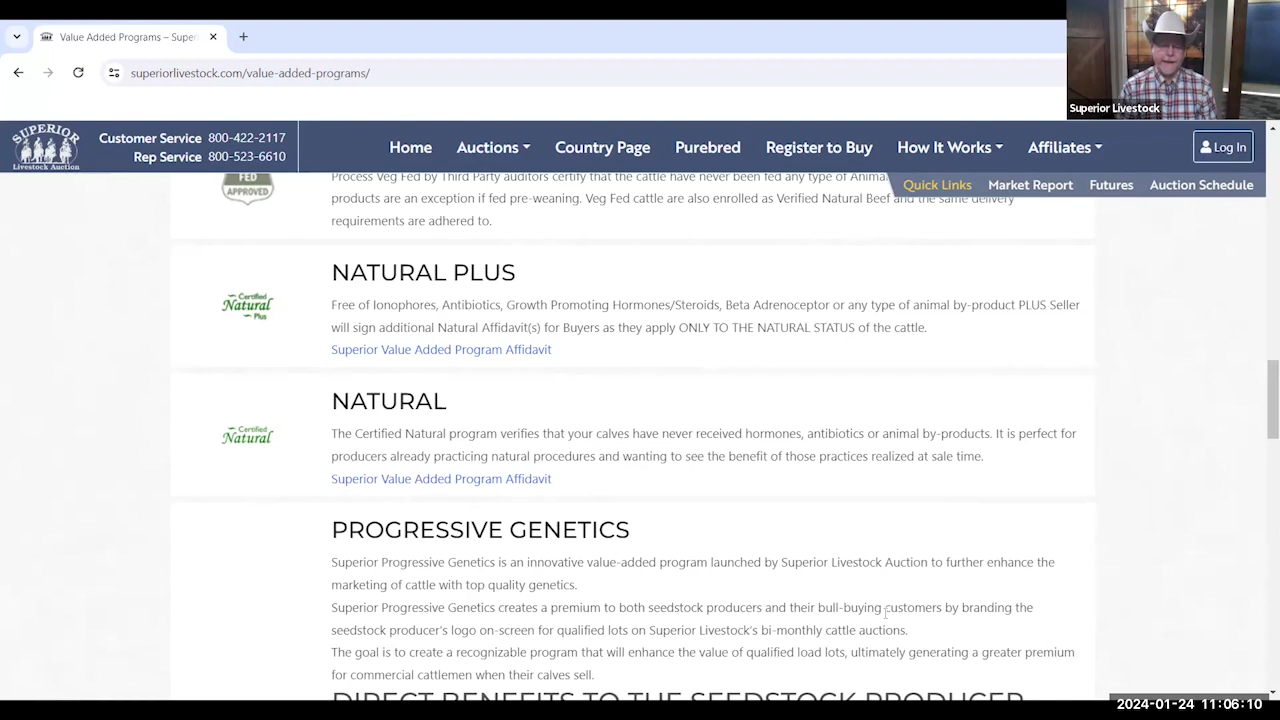 Value Added Programs – Super
superiorlivestock.com/value-added-programs/
Superior Livestock
SUPERIOR
Livestock Auction
Customer Service 800-422-2117
Rep Service 800-523-6610
Home
Auctions
Country Page
Purebred
Register to Buy
How It Works
Affiliates
Log In
Quick Links
Market Report
Futures
Auction Schedule
FED
APPROVED
Process Veg Fed by Third Party auditors certify that the cattle have never been fed any type of Animal
products are an exception if fed pre-weaning. Veg Fed cattle are also enrolled as Verified Natural Beef and the same delivery
requirements are adhered to.
NATURAL PLUS
Certified
Natural
Plus
Free of Ionophores, Antibiotics, Growth Promoting Hormones/Steroids, Beta Adrenoceptor or any type of animal by-product PLUS Seller
will sign additional Natural Affidavit(s) for Buyers as they apply ONLY TO THE NATURAL STATUS of the cattle.
Superior Value Added Program Affidavit
NATURAL
Certified
Natural
The Certified Natural program verifies that your calves have never received hormones, antibiotics or animal by-products. It is perfect for
producers already practicing natural procedures and wanting to see the benefit of those practices realized at sale time.
Superior Value Added Program Affidavit
PROGRESSIVE GENETICS
Superior Progressive Genetics is an innovative value-added program launched by Superior Livestock Auction to further enhance the
marketing of cattle with top quality genetics.
Superior Progressive Genetics creates a premium to both seedstock producers and their bull-buying customers by branding the
seedstock producer's logo on-screen for qualified lots on Superior Livestock's bi-monthly cattle auctions.
The goal is to create a recognizable program that will enhance the value of qualified load lots, ultimately generating a greater premium
for commercial cattlemen when their calves sell.
DIRECT BENEFITS TO THE SEEDSTOCK PRODUCER
2024-01-24 11:06:10